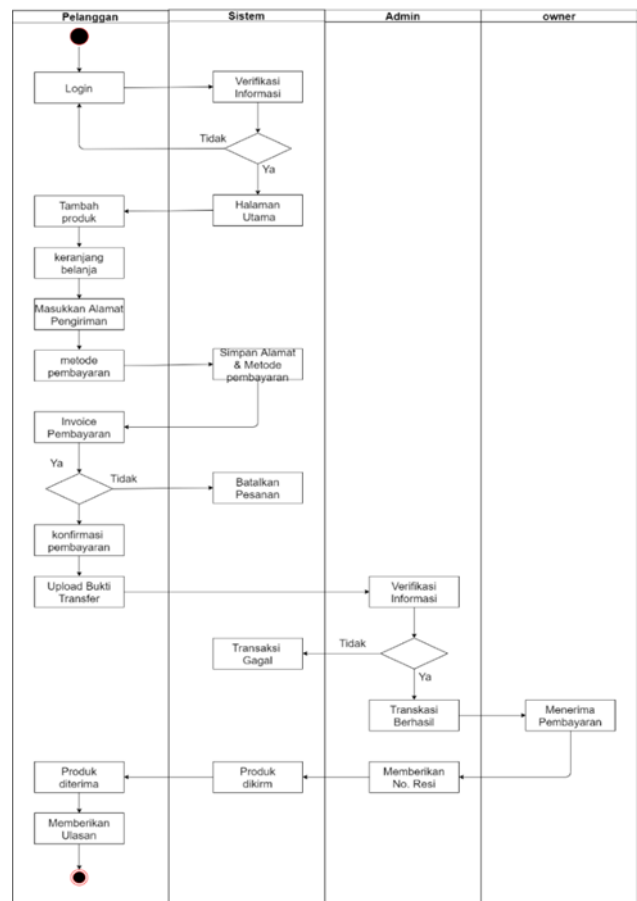 Pelanggan
Sistem
Admin
owner
Login
Verifikasi
Informasi
Tidak
Ya
Tambah
produk
Halaman
Utama
keranjang
belanja
Masukkan Alamat
Pengiriman
metode
pembayaran
Simpan Alamat
& Metode
pembayaran
Invoice
Pembayaran
Ya
Tidak
Batalkan
Pesanan
konfirmasi
pembayaran
Upload Bukti
Transfer
Verifikasi
Informasi
Transaksi
Gagal
Tidak
Ya
Transkasi
Berhasil
Menerima
Pembayaran
Produk
diterima
Produk
dikirm
Memberikan
No. Resi
Memberikan
Ulasan